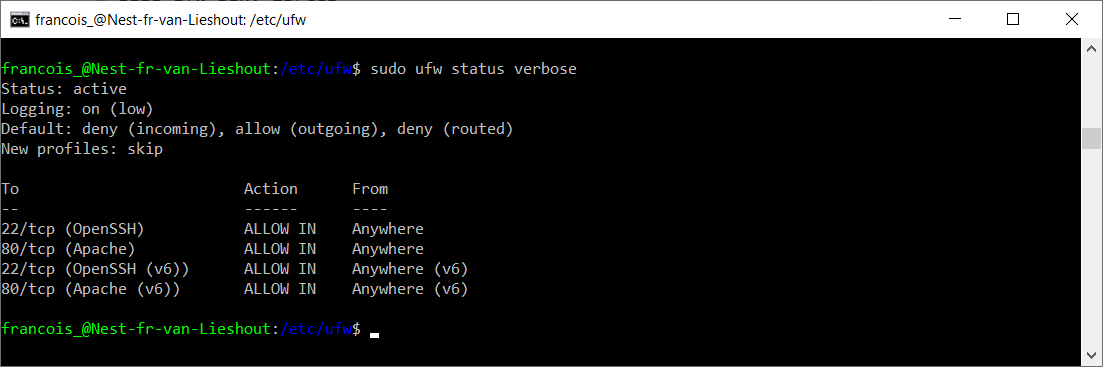 francois_@Nest-fr-van-Lieshout: /etc/ufw
francois_@Nest-fr-van-Lieshout:/etc/ufw$ sudo ufw status verbose
Status: active
Logging: on (low)
Default: deny (incoming), allow (outgoing), deny (routed)
New profiles: skip
To                         Action      From
--                         ------      ----
22/tcp (OpenSSH)           ALLOW IN    Anywhere
80/tcp (Apache)            ALLOW IN    Anywhere
22/tcp (OpenSSH (v6))      ALLOW IN    Anywhere (v6)
80/tcp (Apache (v6))       ALLOW IN    Anywhere (v6)
francois_@Nest-fr-van-Lieshout:/etc/ufw$